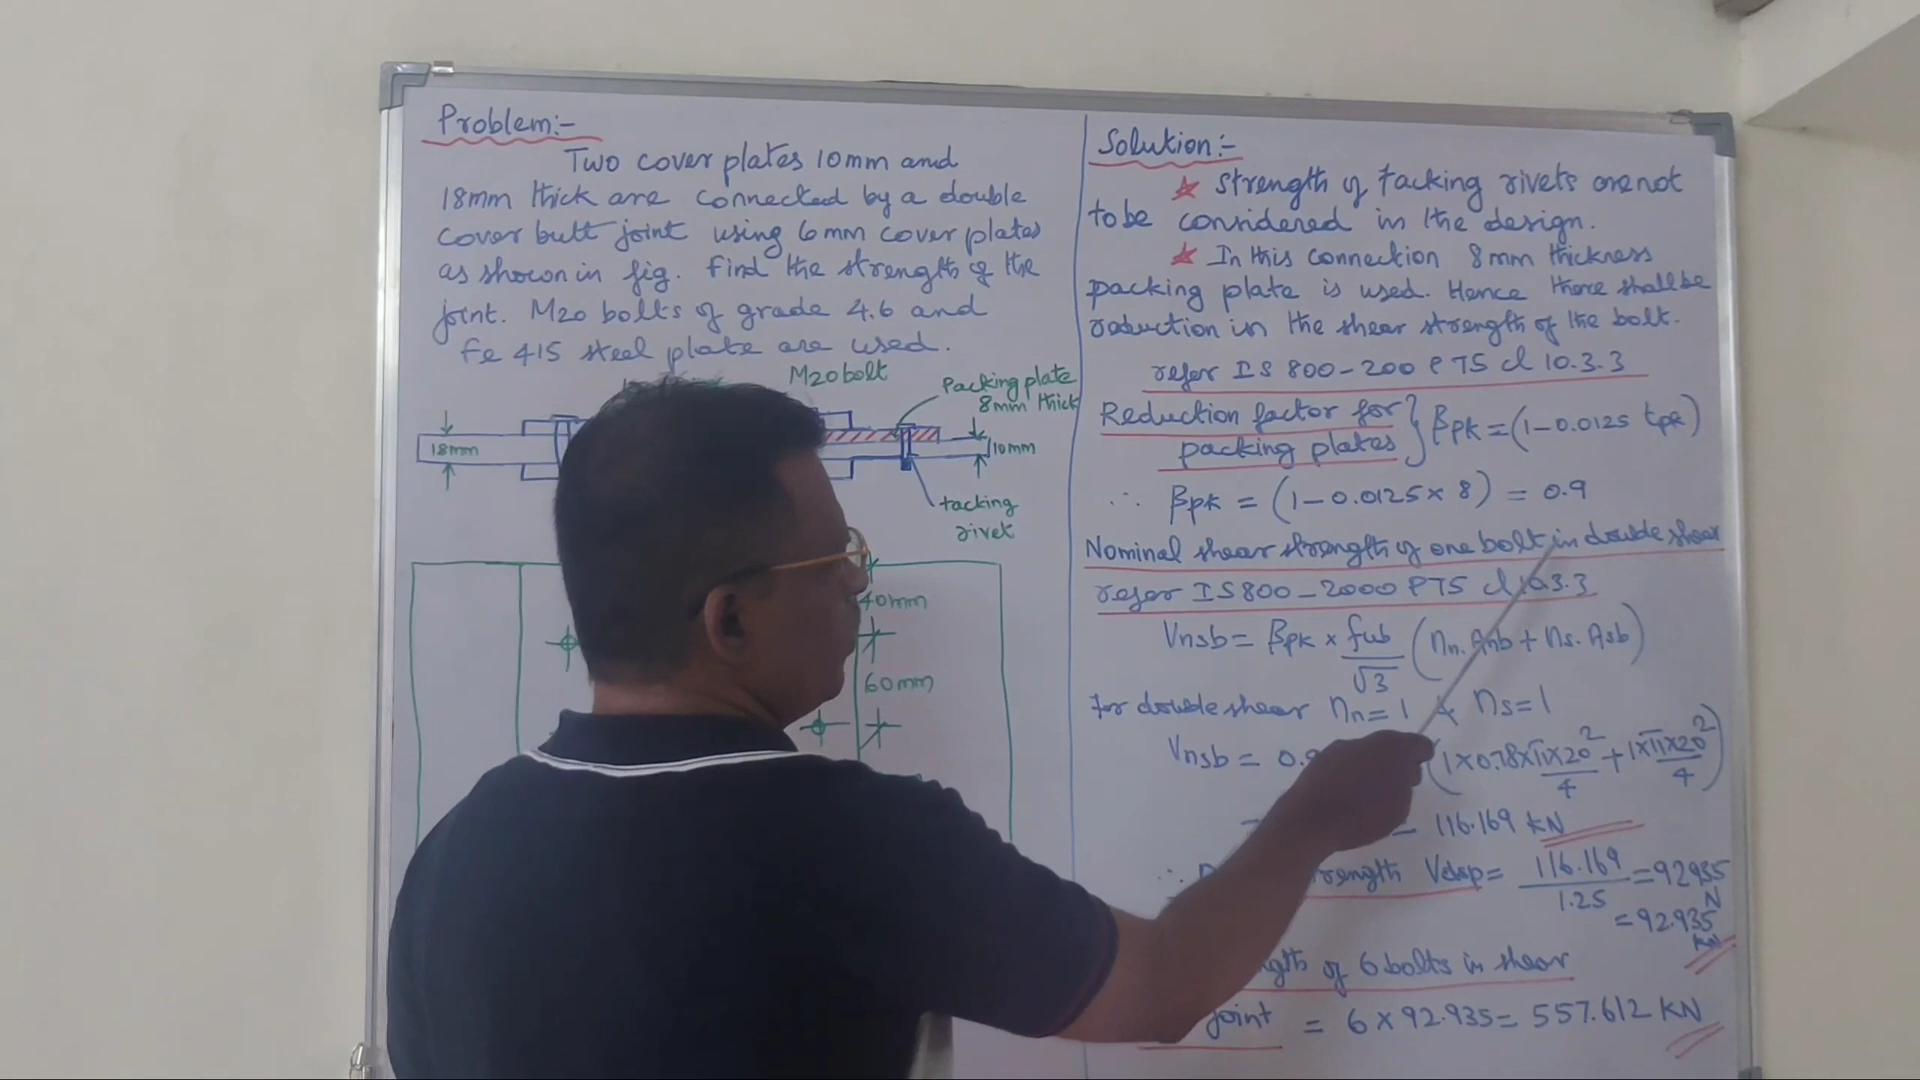 Problem:-
Two cover plates 10mm and
18mm thick are connected by a double
cover butt joint using 6mm cover plates
as shown in fig. Find the strength of the
joint. M20 bolts of grade 4.6 and
Fe 415 steel plate are used.
M20 bolt
Packing plate
8mm thick
18mm
10mm
tacking
rivet
40mm
60mm
Solution:-
★ Strength of tacking rivets are not
to be considered in the design.
★ In this connection 8mm thickness
packing plate is used. Hence there shall be
reduction in the shear strength of the bolt.
refer IS 800-200 P75 cl 10.3.3
Reduction factor for
packing plates } βpk = (1-0.0125 tpk)
∴ βpk = (1-0.0125×8) = 0.9
Nominal shear strength of one bolt in double shear
refer IS800-2000 P75 cl 10.3.3
Vnsb = βpk × fub/√3 (nn. Anb + ns. Asb)
For double shear nn=1 & ns=1
Vnsb = 0.9 (1×0.78×π×20²/4 + 1×π×20²/4)
= 116.169 KN
∴ strength Vdsp = 116.169/1.25 = 92935 N
= 92.935 KN
of 6 bolts in shear
joint = 6×92.935 = 557.612 KN